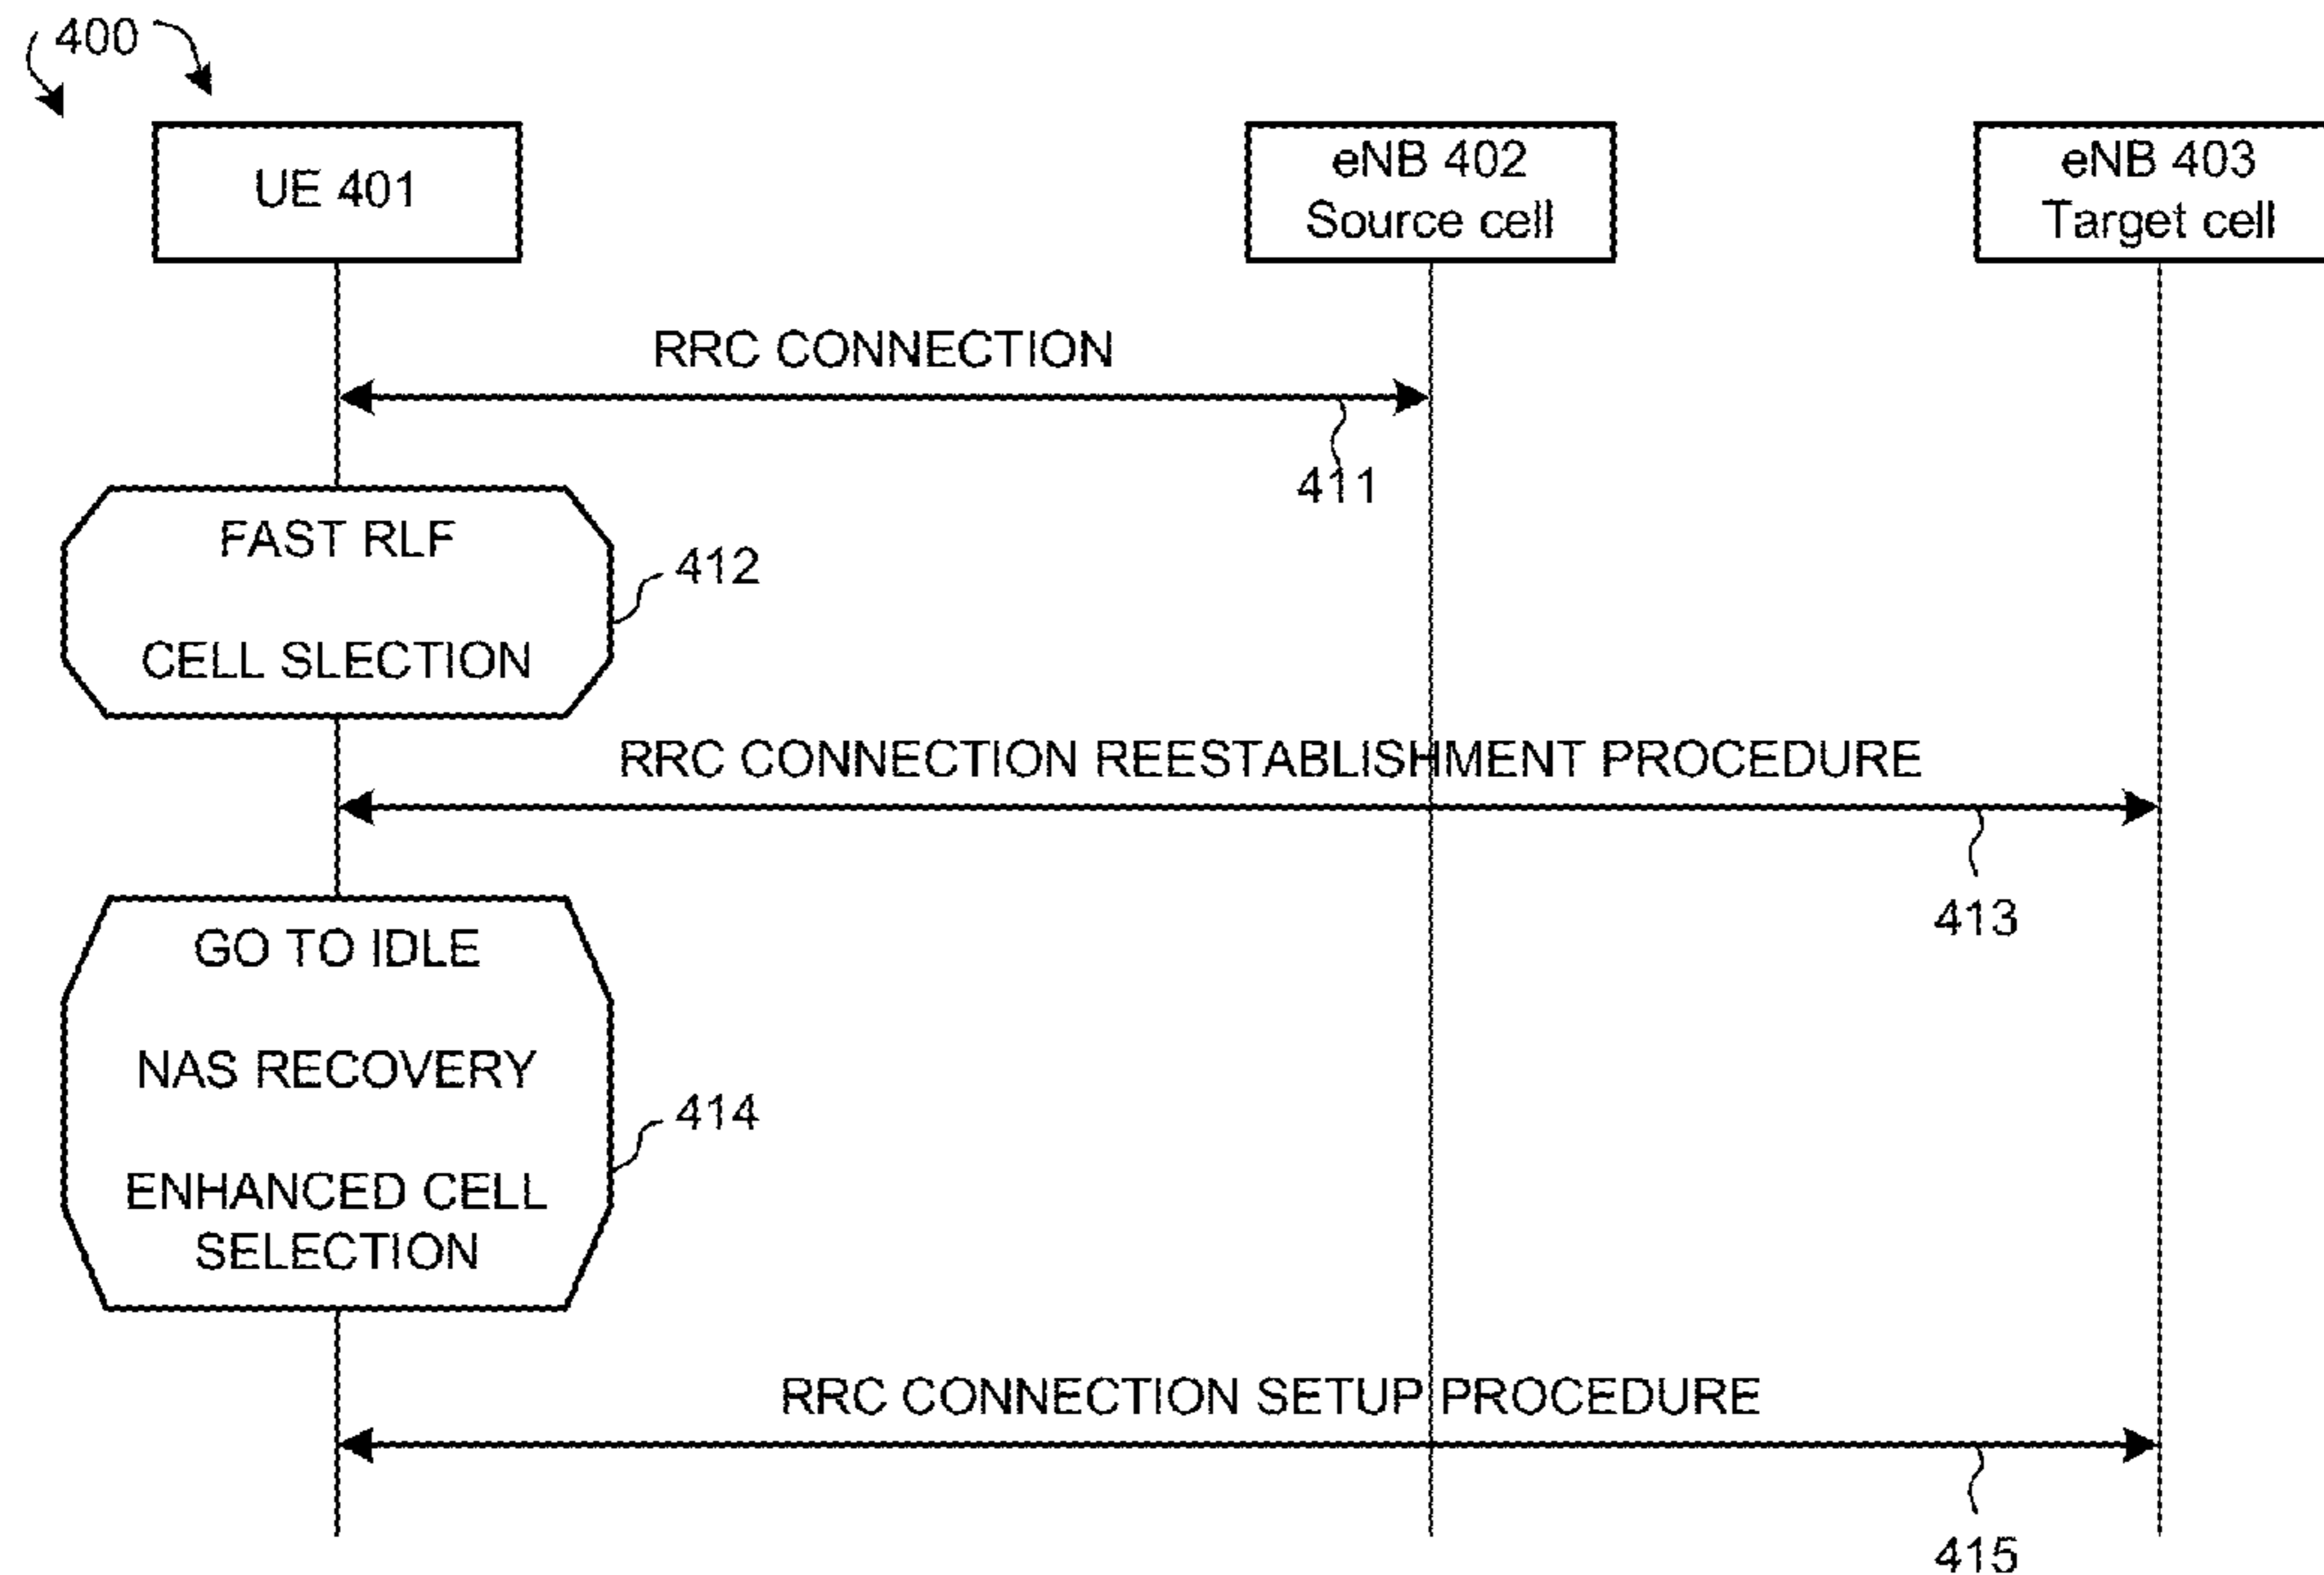 400
UE 401
eNB 402
Source cell
eNB 403
Target cell
RRC CONNECTION
411
FAST RLF
412
CELL SLECTION
RRC CONNECTION REESTABLISHMENT PROCEDURE
413
GO TO IDLE
NAS RECOVERY
414
ENHANCED CELL
SELECTION
RRC CONNECTION SETUP PROCEDURE
415